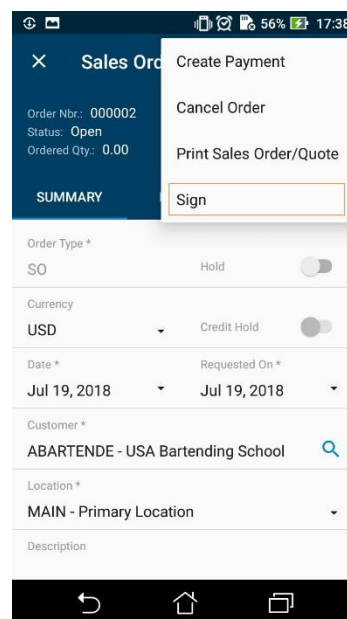 56% 17:38
Sales Ord
Create Payment
Cancel Order
Print Sales Order/Quote
Sign
Order Nbr.: 000002
Status: Open
Ordered Qty.: 0.00
SUMMARY
Order Type *
SO
Hold
Currency
USD
Credit Hold
Date *
Requested On *
Jul 19, 2018
Jul 19, 2018
Customer *
ABARTENDE - USA Bartending School
Location *
MAIN - Primary Location
Description